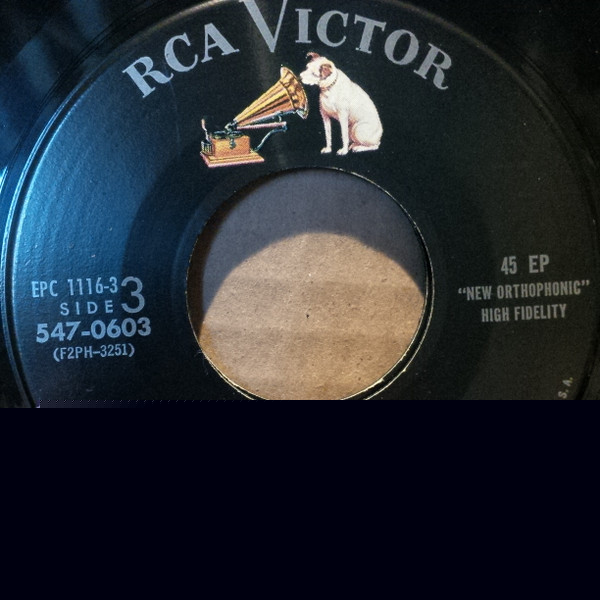 RCA VICTOR
EPC 1116-3
SIDE 3
547-0603
(F2PH-3251)
45 EP
"NEW ORTHOPHONIC"
HIGH FIDELITY
S. A.